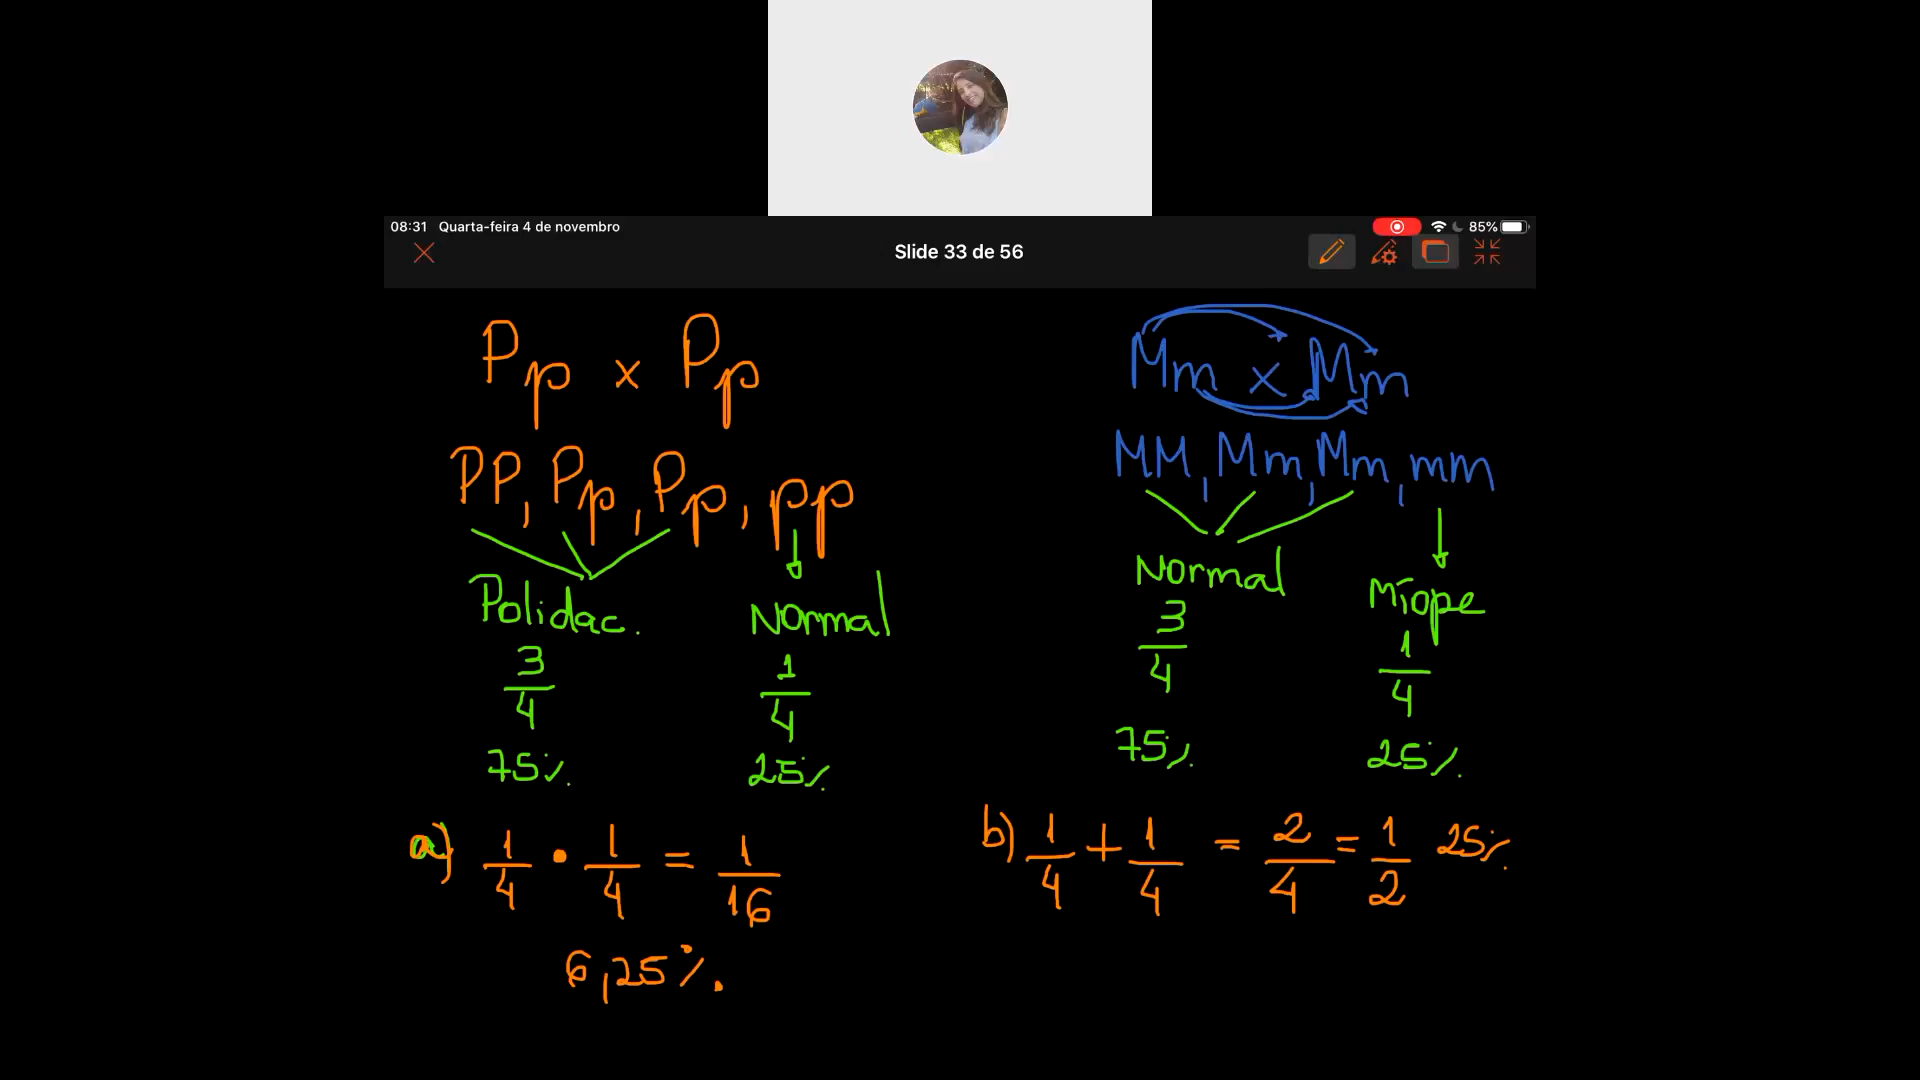 08:31 Quarta-feira 4 de novembro
85%
Slide 33 de 56
Pp x Pp
PP, Pp, Pp, pp
Polidac. Normal
3/4 1/4
75% 25%
a) 1/4 • 1/4 = 1/16
6,25%.
Mm x Mm
MM, Mm, Mm, mm
Normal Míope
3/4 1/4
75% 25%
b) 1/4 + 1/4 = 2/4 = 1/2 25%